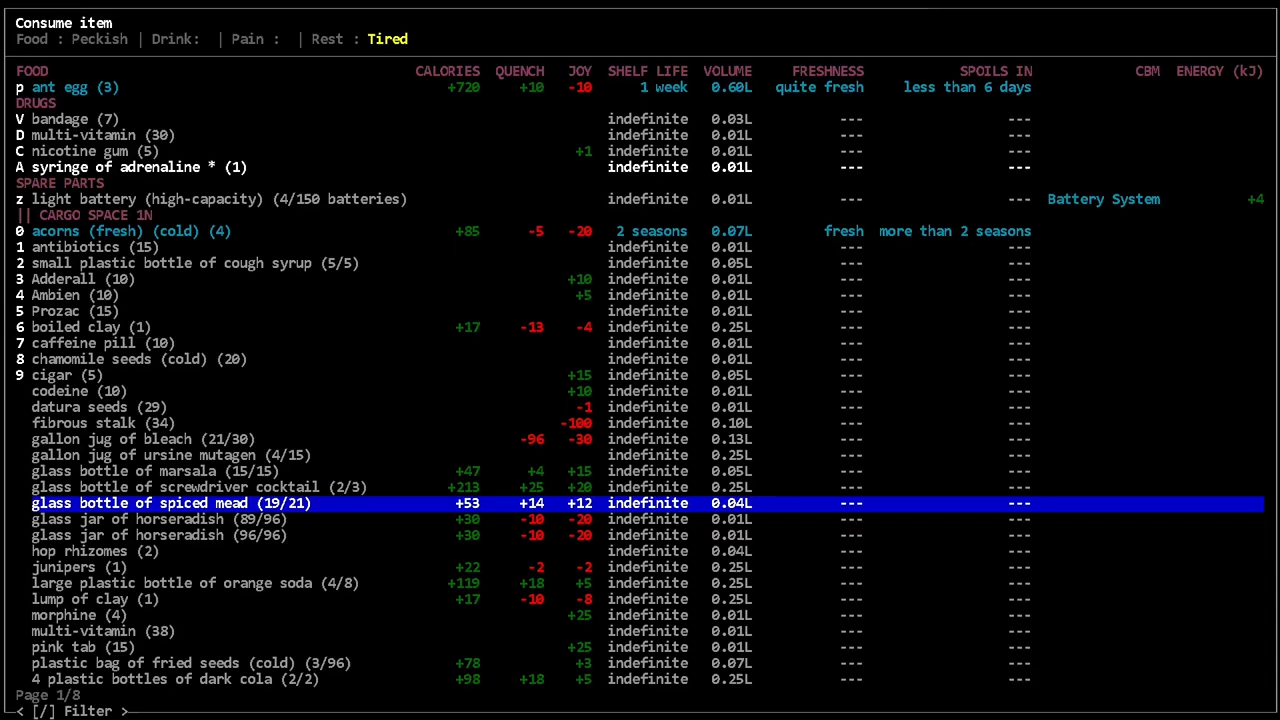 Consume item
Food : Peckish | Drink:  | Pain :  | Rest : Tired
FOOD CALORIES QUENCH JOY SHELF LIFE VOLUME FRESHNESS SPOILS IN CBM ENERGY (kJ)
p ant egg (3) +720 +10 -10 1 week 0.60L quite fresh less than 6 days
DRUGS
V bandage (7) indefinite 0.03L --- ---
D multi-vitamin (30) indefinite 0.01L --- ---
C nicotine gum (5) +1 indefinite 0.01L --- ---
A syringe of adrenaline * (1) indefinite 0.01L --- ---
SPARE PARTS
z light battery (high-capacity) (4/150 batteries) indefinite 0.01L --- --- Battery System +4
|| CARGO SPACE 1N
0 acorns (fresh) (cold) (4) +85 -5 -20 2 seasons 0.07L fresh more than 2 seasons
1 antibiotics (15) indefinite 0.01L --- ---
2 small plastic bottle of cough syrup (5/5) indefinite 0.05L --- ---
3 Adderall (10) +10 indefinite 0.01L --- ---
4 Ambien (10) +5 indefinite 0.01L --- ---
5 Prozac (15) indefinite 0.01L --- ---
6 boiled clay (1) +17 -13 -4 indefinite 0.25L --- ---
7 caffeine pill (10) indefinite 0.01L --- ---
8 chamomile seeds (cold) (20) indefinite 0.01L --- ---
9 cigar (5) +15 indefinite 0.05L --- ---
codeine (10) +10 indefinite 0.01L --- ---
datura seeds (29) -1 indefinite 0.01L --- ---
fibrous stalk (34) -100 indefinite 0.10L --- ---
gallon jug of bleach (21/30) -96 -30 indefinite 0.13L --- ---
gallon jug of ursine mutagen (4/15) indefinite 0.25L --- ---
glass bottle of marsala (15/15) +47 +4 +15 indefinite 0.05L --- ---
glass bottle of screwdriver cocktail (2/3) +213 +25 +20 indefinite 0.25L --- ---
glass bottle of spiced mead (19/21) +53 +14 +12 indefinite 0.04L --- ---
glass jar of horseradish (89/96) +30 -10 -20 indefinite 0.01L --- ---
glass jar of horseradish (96/96) +30 -10 -20 indefinite 0.01L --- ---
hop rhizomes (2) indefinite 0.04L --- ---
junipers (1) +22 -2 -2 indefinite 0.25L --- ---
large plastic bottle of orange soda (4/8) +119 +18 +5 indefinite 0.25L --- ---
lump of clay (1) +17 -10 -8 indefinite 0.25L --- ---
morphine (4) +25 indefinite 0.01L --- ---
multi-vitamin (38) indefinite 0.01L --- ---
pink tab (15) +25 indefinite 0.01L --- ---
plastic bag of fried seeds (cold) (3/96) +78 +3 indefinite 0.07L --- ---
4 plastic bottles of dark cola (2/2) +98 +18 +5 indefinite 0.25L --- ---
Page 1/8
< [/] Filter >